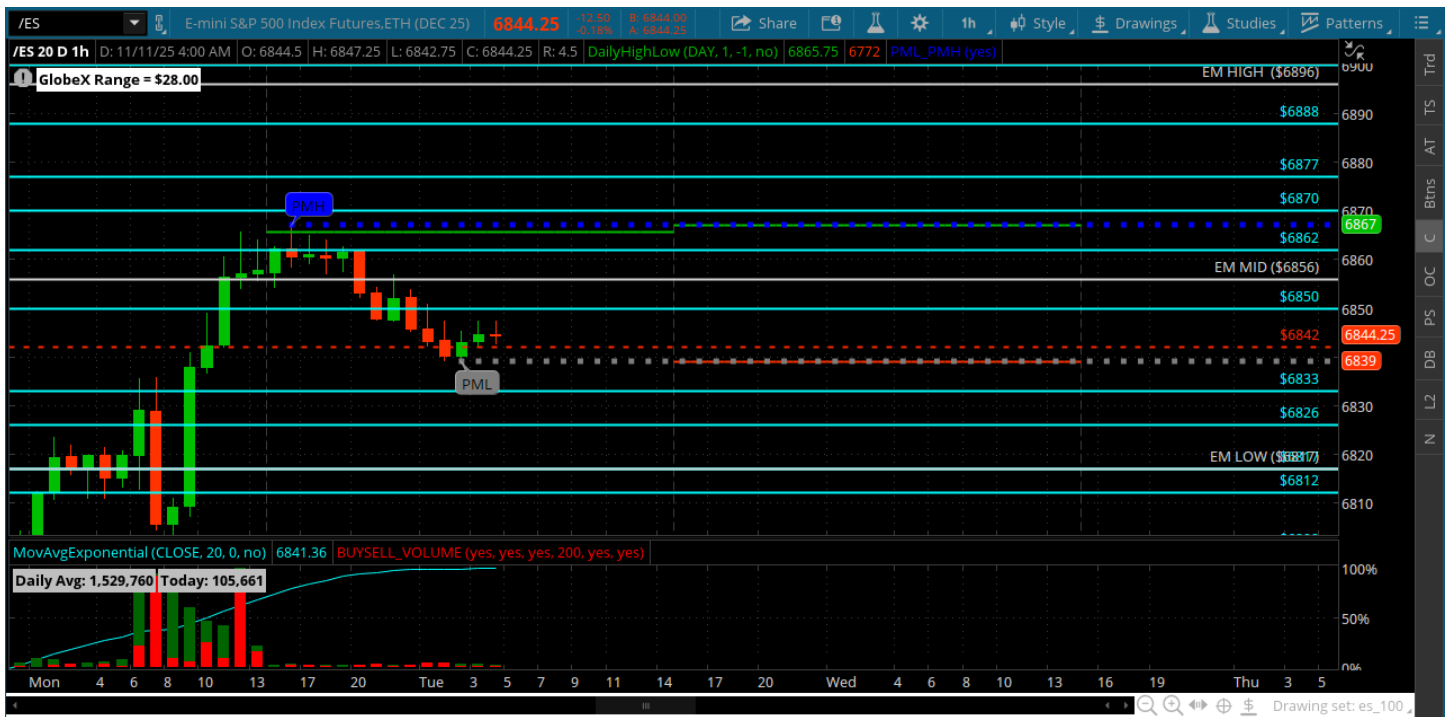 /ES E-mini S&P 500 Index Futures,ETH (DEC 25) 6844.25 -12.50 B: 6844.00 Share 1h Style $ Drawings Studies Patterns
-0.18% A: 6844.25
/ES 20 D 1h D: 11/11/25 4:00 AM O: 6844.5 H: 6847.25 L: 6842.75 C: 6844.25 R: 4.5 DailyHighLow (DAY, 1, -1, no) 6865.75 6772 PML_PMH (yes)
GlobeX Range = $28.00
EM HIGH ($6896)
6900
$6888
6890
$6877
6880
$6870
6870
PMH
6867
$6862
6860
EM MID ($6856)
$6850
6850
$6842
6844.25
6839
PML
$6833
$6826
6830
EM LOW ($6817)
6820
$6812
6810
MovAvgExponential (CLOSE, 20, 0, no) 6841.36 BUYSELL_VOLUME (yes, yes, yes, 200, yes, yes)
Daily Avg: 1,529,760 Today: 105,661
100%
50%
0%
Mon 4 6 8 10 13 17 20 Tue 3 5 7 9 11 14 17 20 Wed 4 6 8 10 13 16 19 Thu 3 5
Drawing set: es_100
Trd
TS
AT
Btns
C
OC
PS
DB
L2
N